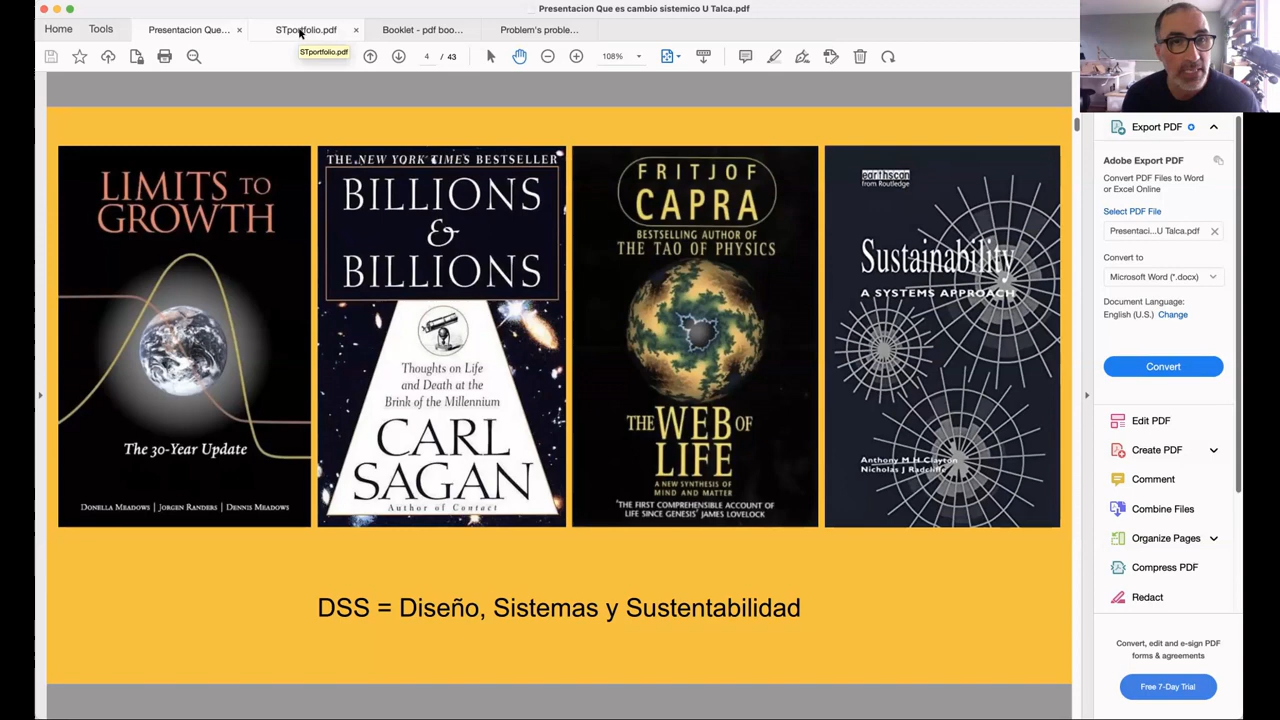 Presentacion Que es cambio sistemico U Talca.pdf
Home
Tools
Presentacion Que...
STportfolio.pdf
Booklet - pdf boo...
Problem's proble...
STportfolio.pdf
4 / 43
108%
LIMITS TO
GROWTH
The 30-Year Update
DONELLA MEADOWS | JORGEN RANDERS | DENNIS MEADOWS
THE NEW YORK TIMES BESTSELLER
BILLIONS
&
BILLIONS
Thoughts on Life
and Death at the
Brink of the Millennium
CARL
SAGAN
Author of Contact
FRITJOF
CAPRA
BESTSELLING AUTHOR OF
THE TAO OF PHYSICS
THE WEB OF
LIFE
A NEW SYNTHESIS OF
MIND AND MATTER
'THE FIRST COMPREHENSIBLE ACCOUNT OF
LIFE SINCE GENESIS' JAMES LOVELOCK
earthscan
from Routledge
Sustainability
A SYSTEMS APPROACH
Anthony M H Clayton
Nicholas J Radcliffe
DSS = Diseño, Sistemas y Sustentabilidad
Export PDF
Adobe Export PDF
Convert PDF Files to Word
or Excel Online
Select PDF File
Presentaci...U Talca.pdf
Convert to
Microsoft Word (*.docx)
Document Language:
English (U.S.) Change
Convert
Edit PDF
Create PDF
Comment
Combine Files
Organize Pages
Compress PDF
Redact
Convert, edit and e-sign PDF
forms & agreements
Free 7-Day Trial